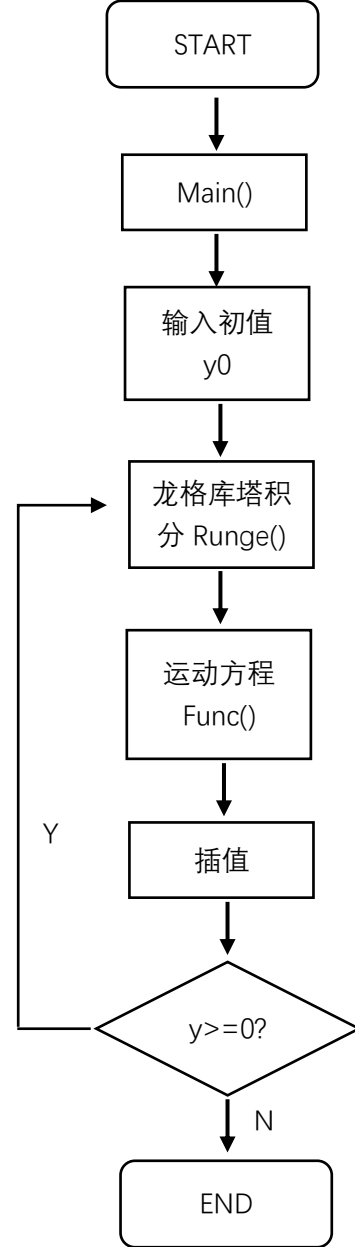 START
Main()
输入初值
y0
龙格库塔积
分 Runge()
运动方程
Func()
Y
插值
y>=0?
N
END